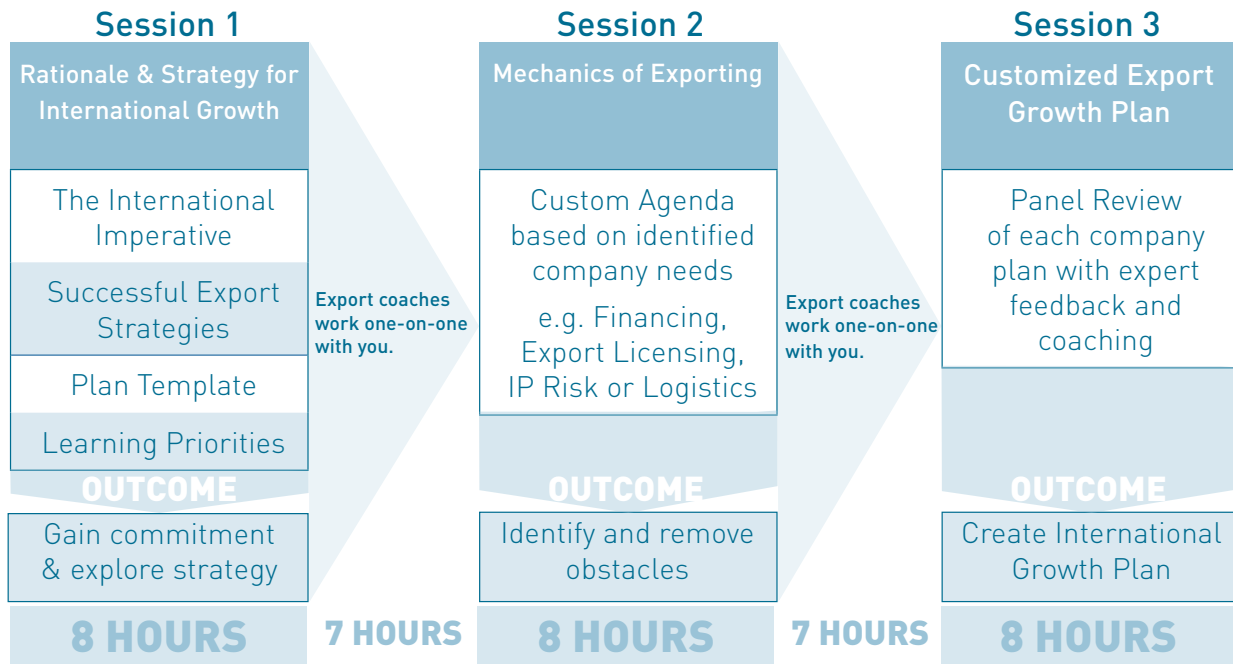 Session 1
Rationale & Strategy for
International Growth
The International
Imperative
Successful Export
Strategies
Plan Template
Learning Priorities
OUTCOME
Gain commitment
& explore strategy
8 HOURS
Export coaches
work one-on-one
with you.
7 HOURS
Session 2
Mechanics of Exporting
Custom Agenda
based on identified
company needs
e.g. Financing,
Export Licensing,
IP Risk or Logistics
OUTCOME
Identify and remove
obstacles
8 HOURS
Export coaches
work one-on-one
with you.
7 HOURS
Session 3
Customized Export
Growth Plan
Panel Review
of each company
plan with expert
feedback and
coaching
OUTCOME
Create International
Growth Plan
8 HOURS